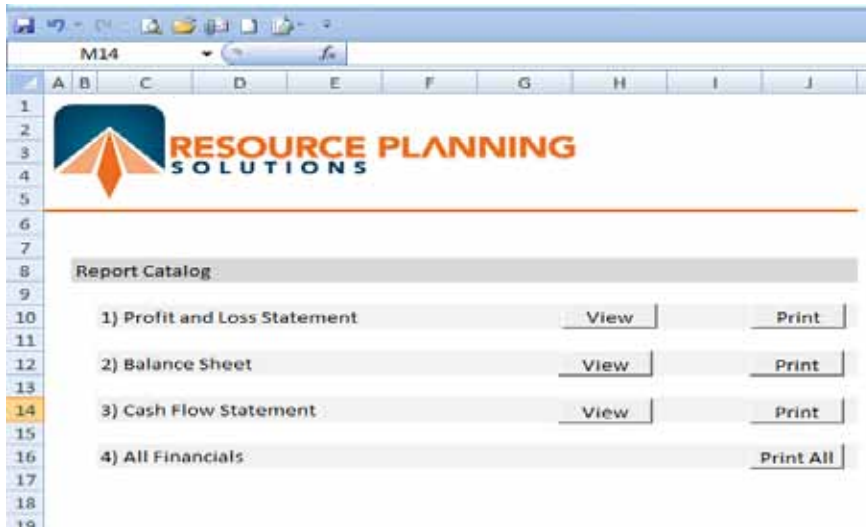 M14 fx
A B C D E F G H I J
1
2
3 RESOURCE PLANNING
4 SOLUTIONS
5
6
7
8 Report Catalog
9
10 1) Profit and Loss Statement View Print
11
12 2) Balance Sheet View Print
13
14 3) Cash Flow Statement View Print
15
16 4) All Financials Print All
17
18
19